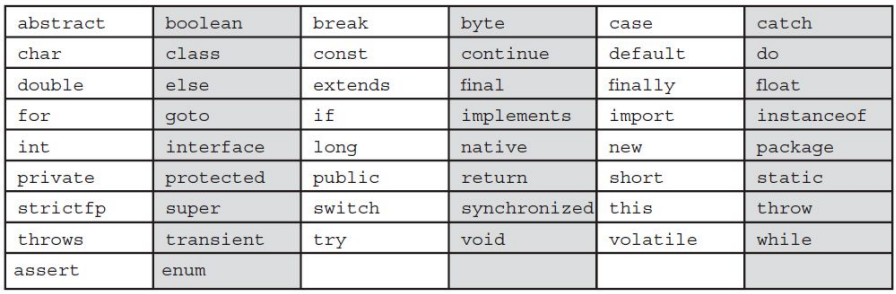 abstract boolean break byte case catch
char class const continue default do
double else extends final finally float
for goto if implements import instanceof
int interface long native new package
private protected public return short static
strictfp super switch synchronized this throw
throws transient try void volatile while
assert enum